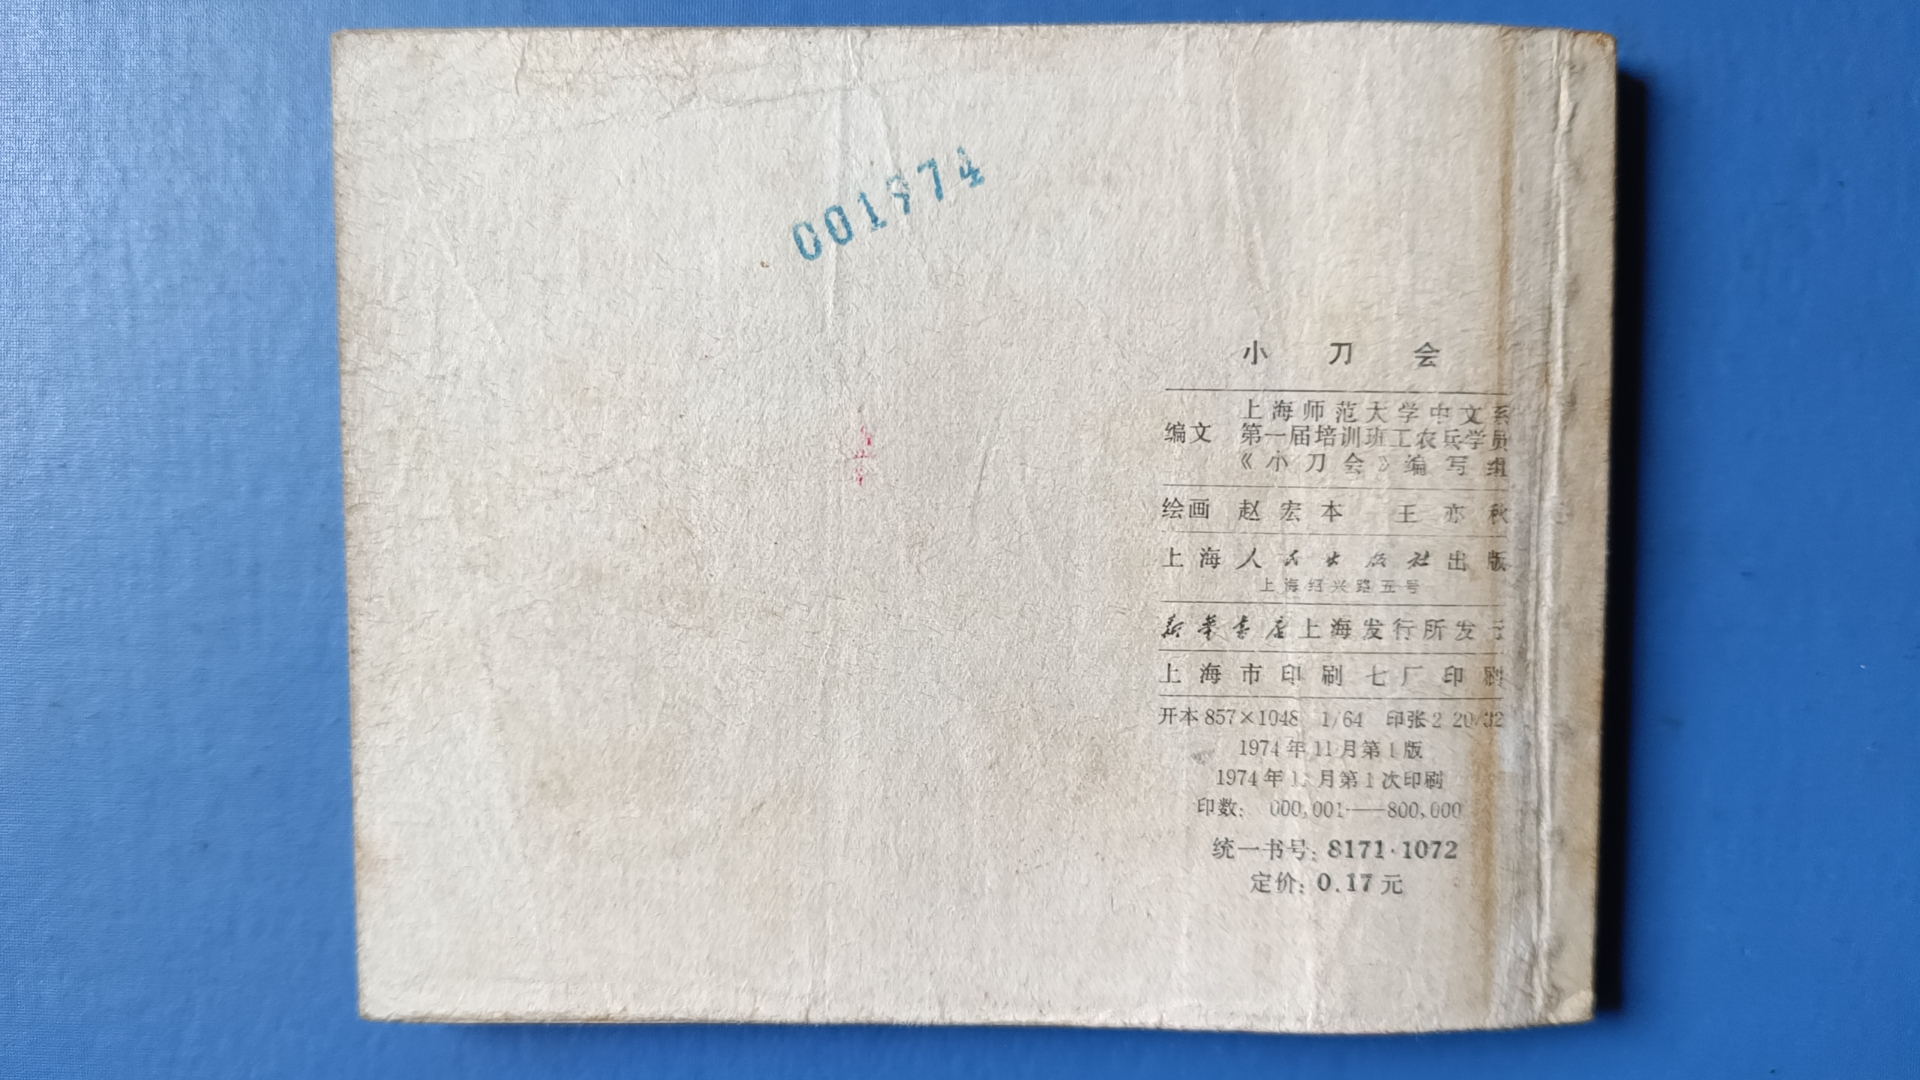 001974
小刀会
上海师范大学中文系
编文 第一届培训班工农兵学员
《小刀会》编写组
绘画 赵宏本 王亦秋
上海人民出版社出版
上海绍兴路五号
新华书店上海发行所发行
上海市印刷七厂印刷
开本 857×1048 1/64 印张 2 20/32
1974年11月第1版
1974年11月第1次印刷
印数: 000,001——800,000
统一书号: 8171·1072
定价: 0.17元